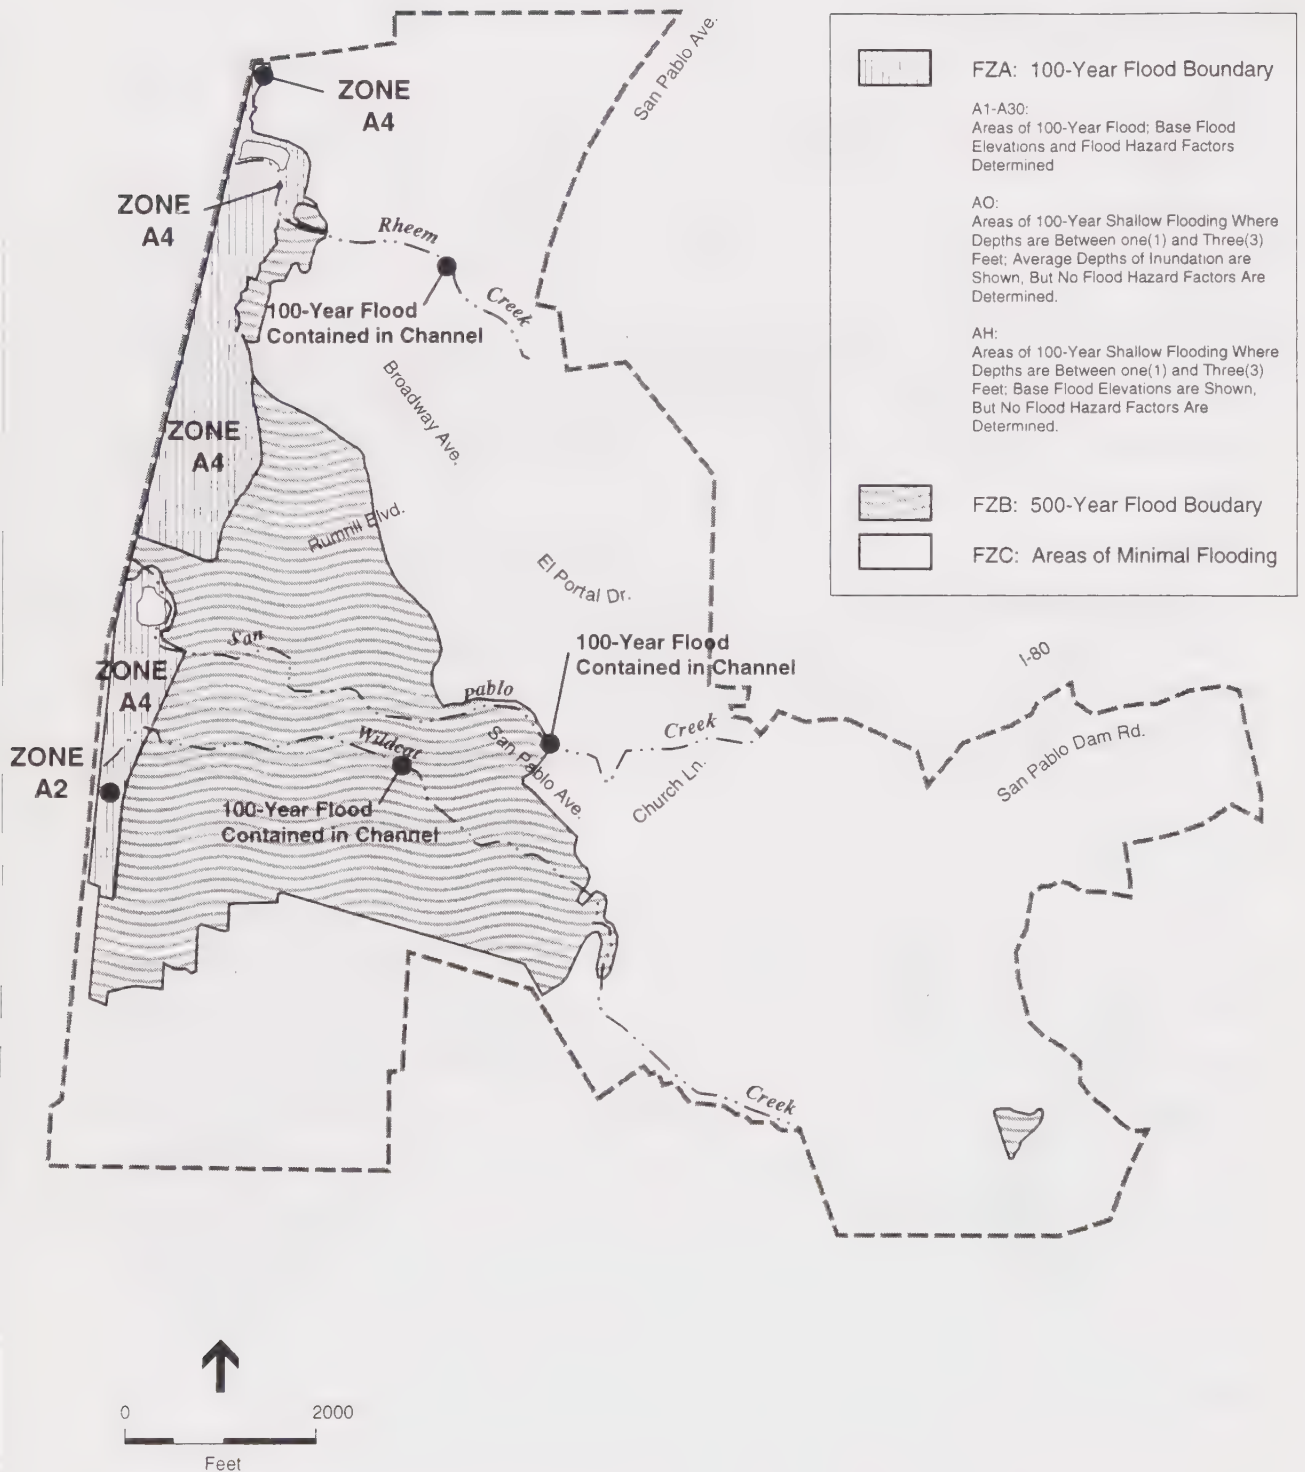 San Pablo Ave.
ZONE
A4
ZONE
A4
Rheem
Creek
100-Year Flood
Contained in Channel
Broadway Ave.
ZONE
A4
Rumrill Blvd.
El Portal Dr.
San
Pablo
Creek
100-Year Flood
Contained in Channel
ZONE
A4
Wildcat
San Pablo Ave.
Church Ln.
I-80
San Pablo Dam Rd.
ZONE
A2
100-Year Flood
Contained in Channel
Creek
FZA: 100-Year Flood Boundary
A1-A30:
Areas of 100-Year Flood; Base Flood
Elevations and Flood Hazard Factors
Determined
AO:
Areas of 100-Year Shallow Flooding Where
Depths are Between one(1) and Three(3)
Feet; Average Depths of Inundation are
Shown, But No Flood Hazard Factors Are
Determined.
AH:
Areas of 100-Year Shallow Flooding Where
Depths are Between one(1) and Three(3)
Feet; Base Flood Elevations are Shown,
But No Flood Hazard Factors Are
Determined.
FZB: 500-Year Flood Boudary
FZC: Areas of Minimal Flooding
0 2000
Feet